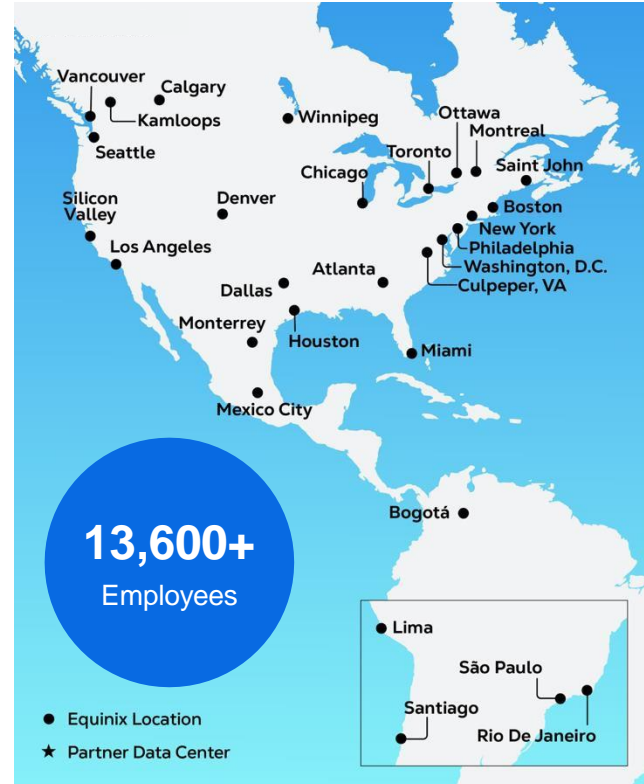 Vancouver
Calgary
Kamloops
Seattle
Winnipeg
Ottawa
Montreal
Toronto
Saint John
Chicago
Silicon
Valley
Denver
Boston
New York
Los Angeles
Philadelphia
Washington, D.C.
Atlanta
Culpeper, VA
Dallas
Monterrey
Houston
Miami
Mexico City
13,600+
Employees
Bogotá
Lima
São Paulo
Santiago
Rio De Janeiro
Equinix Location
Partner Data Center